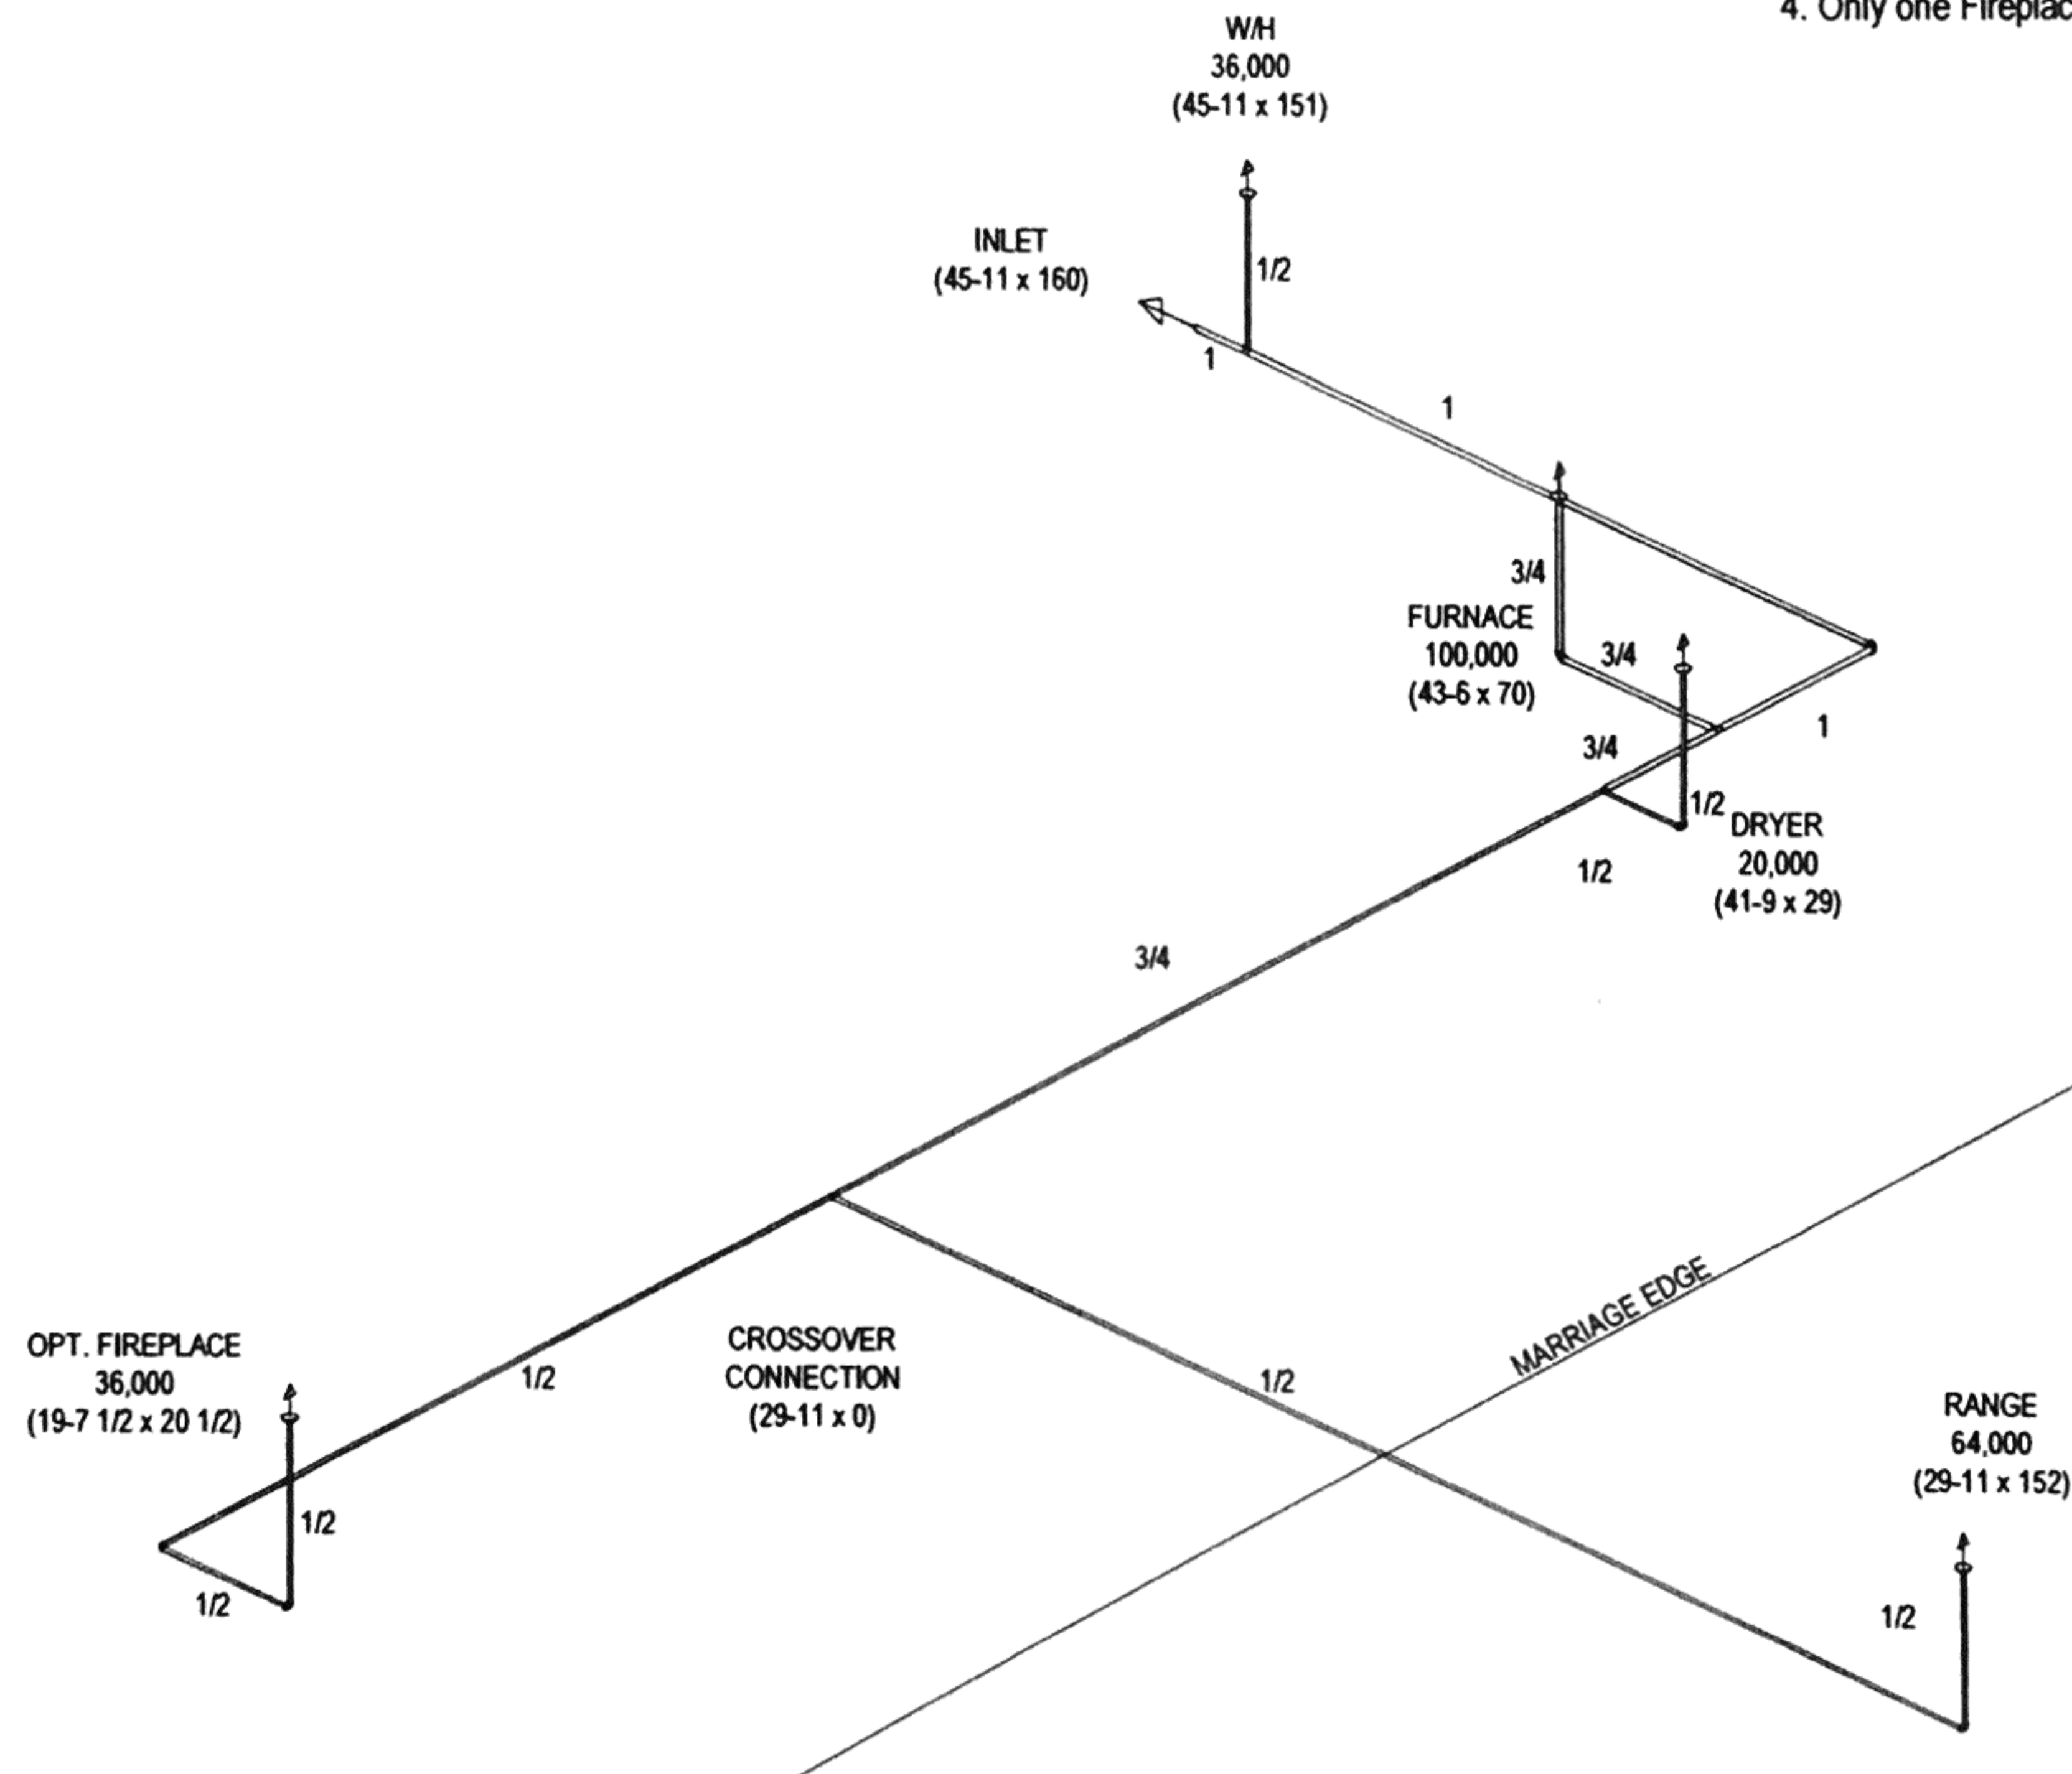 4. Only one Fireplac
W/H
36,000
(45-11 x 151)
INLET
(45-11 x 160)
1/2
1
1
3/4
FURNACE
100,000
(43-6 x 70)
3/4
1
3/4
1/2
DRYER
20,000
(41-9 x 29)
1/2
3/4
MARRIAGE EDGE
OPT. FIREPLACE
36,000
(19-7 1/2 x 20 1/2)
1/2
CROSSOVER
CONNECTION
(29-11 x 0)
1/2
RANGE
64,000
(29-11 x 152)
1/2
1/2
1/2